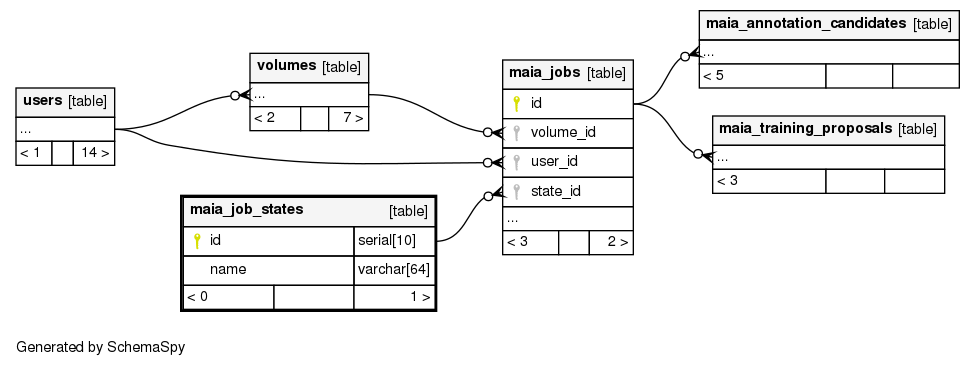 users [table]
...
< 1 14 >
volumes [table]
...
< 2 7 >
maia_job_states [table]
id serial[10]
name varchar[64]
< 0 1 >
maia_jobs [table]
id
volume_id
user_id
state_id
...
< 3 2 >
maia_annotation_candidates [table]
...
< 5
maia_training_proposals [table]
...
< 3
Generated by SchemaSpy